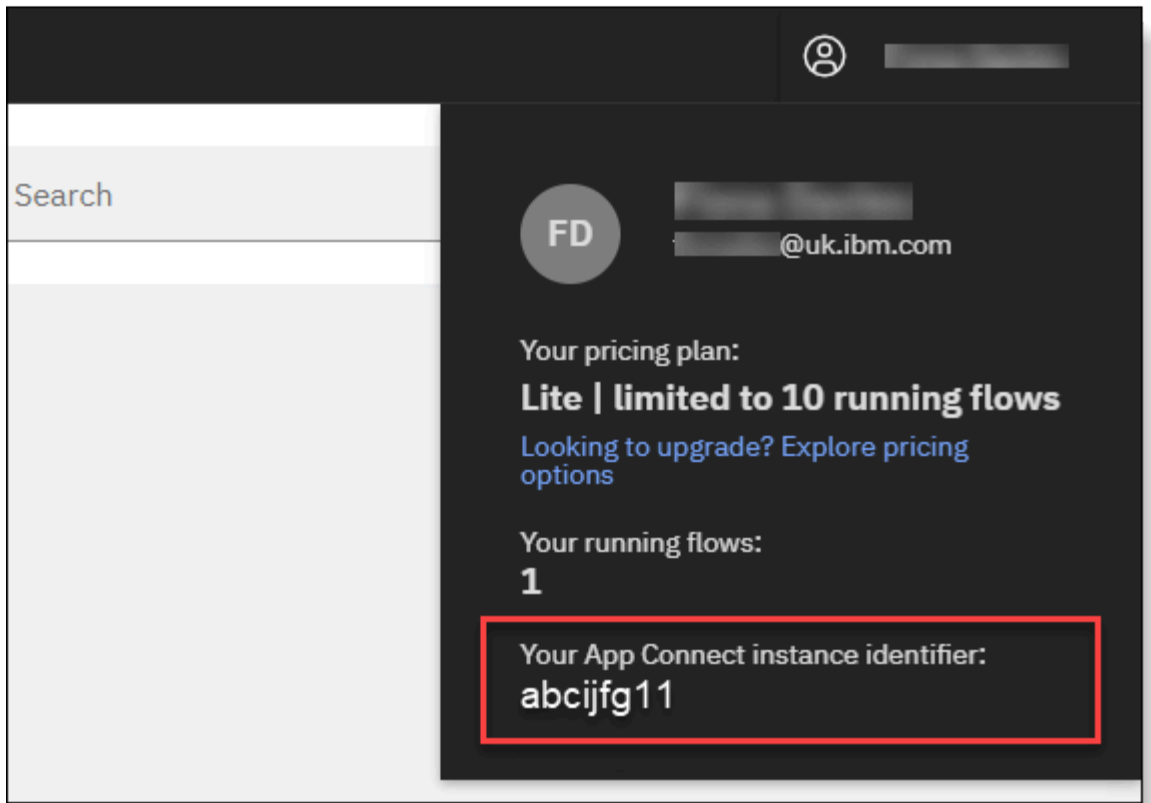 Search
FD
@uk.ibm.com
Your pricing plan:
Lite | limited to 10 running flows
Looking to upgrade? Explore pricing
options
Your running flows:
1
Your App Connect instance identifier:
abcijfg11